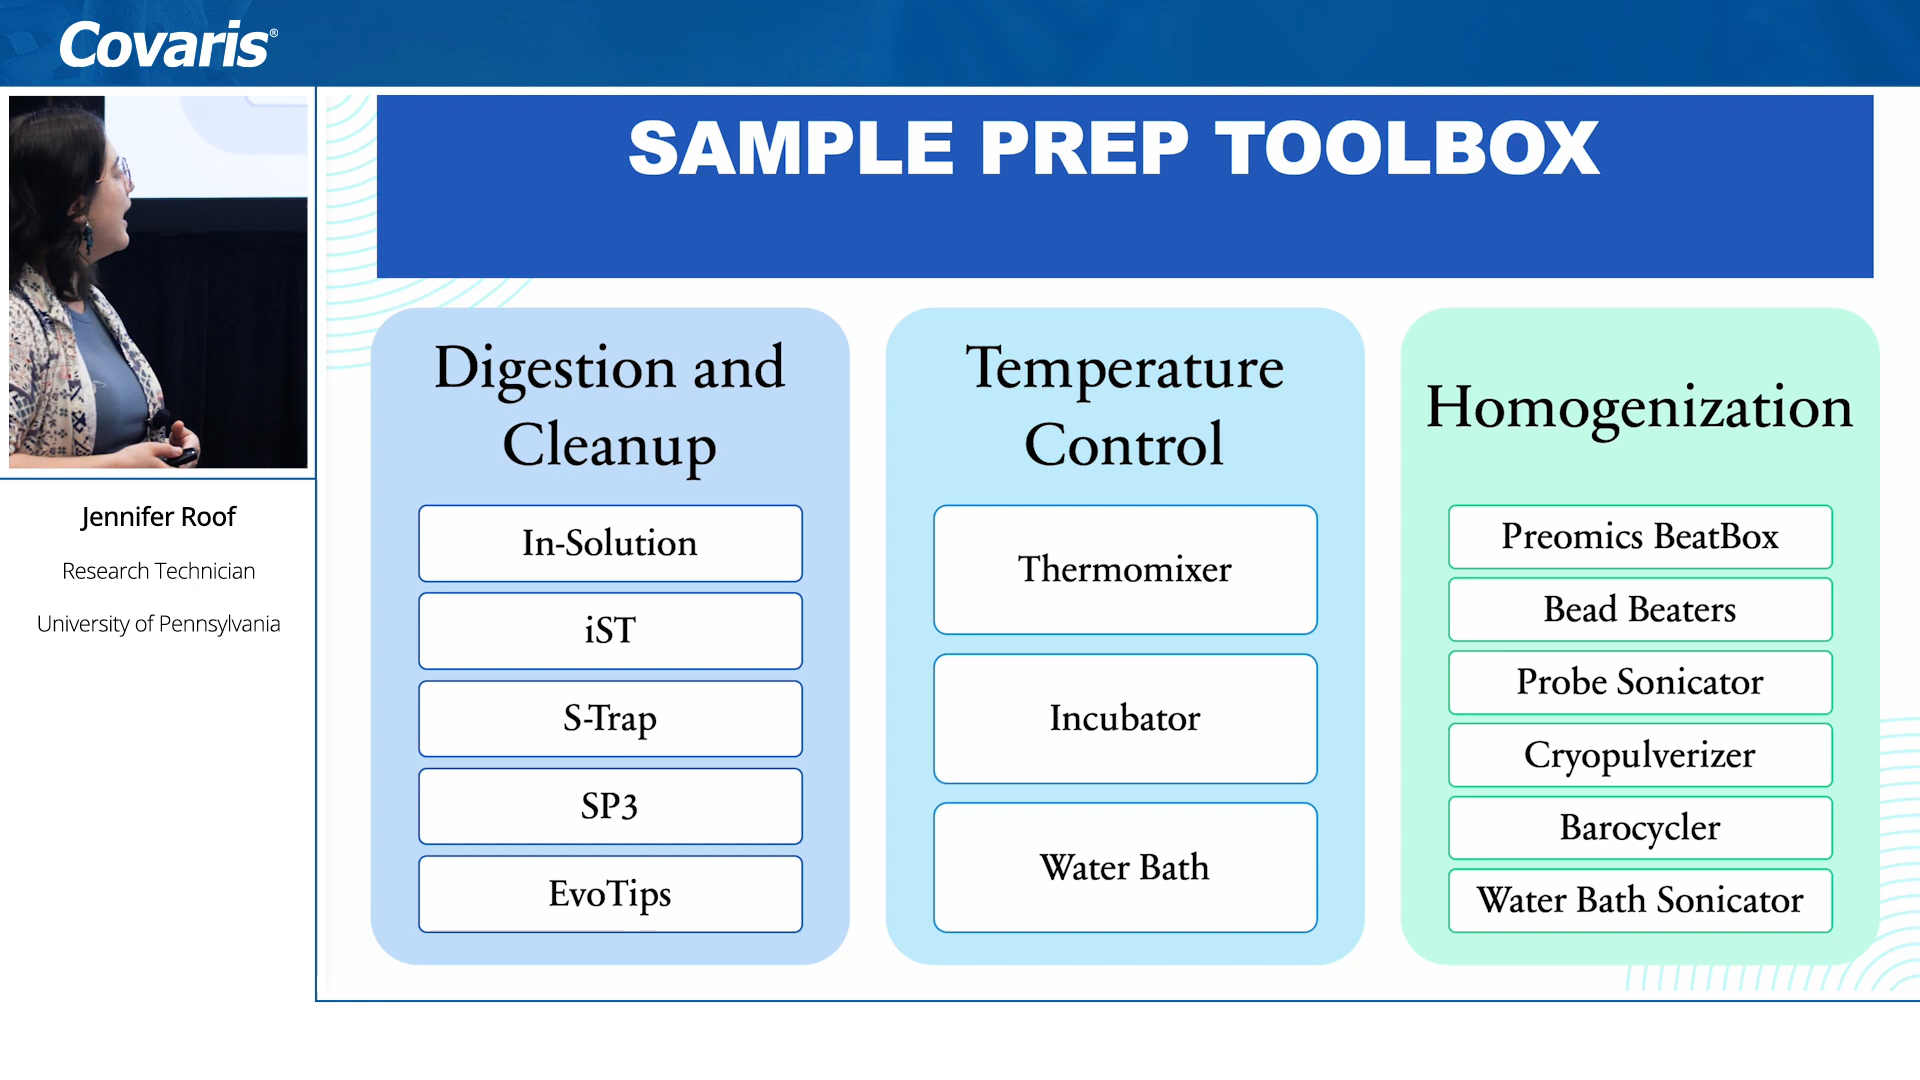 Covaris®
SAMPLE PREP TOOLBOX
Jennifer Roof
Research Technician
University of Pennsylvania
Digestion and
Cleanup
In-Solution
iST
S-Trap
SP3
EvoTips
Temperature
Control
Thermomixer
Incubator
Water Bath
Homogenization
Preomics BeatBox
Bead Beaters
Probe Sonicator
Cryopulverizer
Barocycler
Water Bath Sonicator